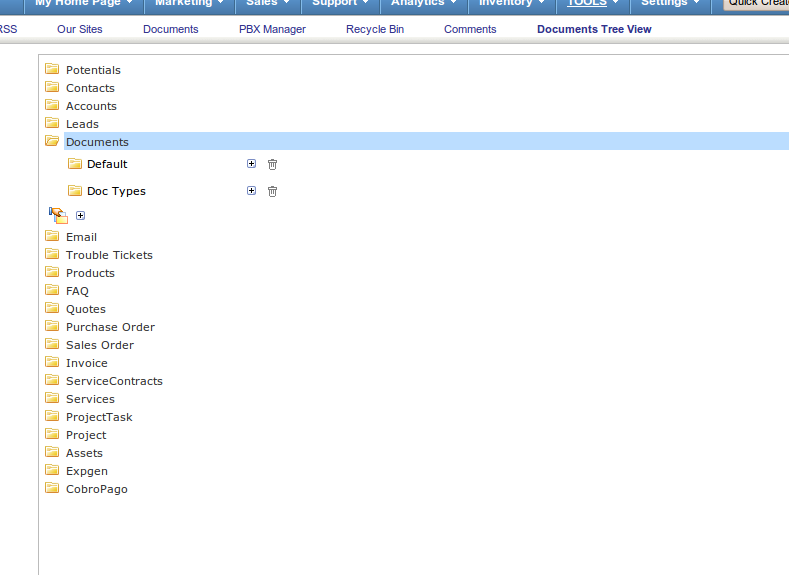 My Home Page Marketing Sales Support Analytics Inventory TOOLS Settings Quick Creat
RSS Our Sites Documents PBX Manager Recycle Bin Comments Documents Tree View
Potentials
Contacts
Accounts
Leads
Documents
Default
Doc Types
Email
Trouble Tickets
Products
FAQ
Quotes
Purchase Order
Sales Order
Invoice
ServiceContracts
Services
ProjectTask
Project
Assets
Expgen
CobroPago